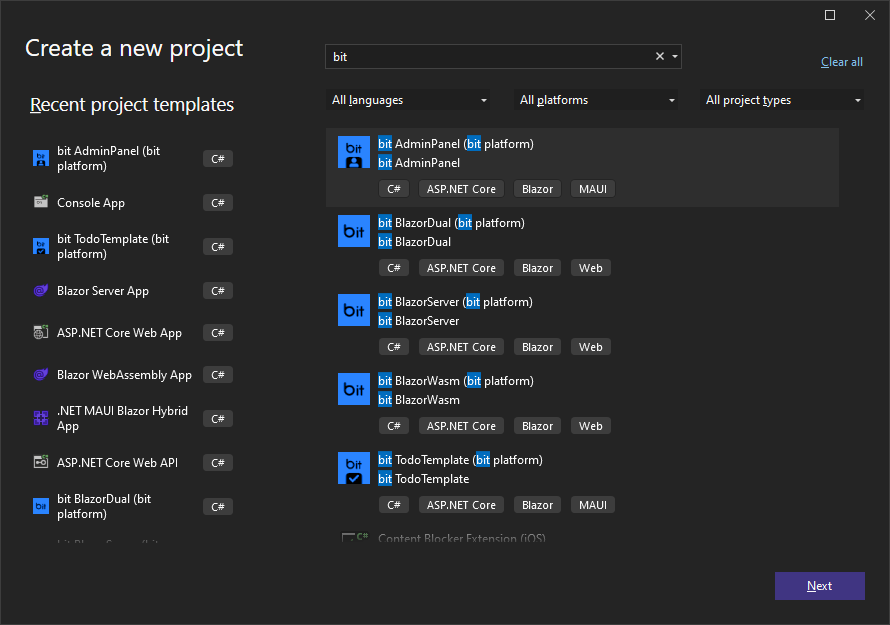 Create a new project
bit
Clear all
Recent project templates
All languages
All platforms
All project types
bit AdminPanel (bit
platform)
C#
Console App
C#
bit TodoTemplate (bit
platform)
C#
Blazor Server App
C#
ASP.NET Core Web App
C#
Blazor WebAssembly App
C#
.NET MAUI Blazor Hybrid
App
C#
ASP.NET Core Web API
C#
bit BlazorDual (bit
platform)
C#
bit
bit AdminPanel (bit platform)
bit AdminPanel
C# ASP.NET Core Blazor MAUI
bit
bit BlazorDual (bit platform)
bit BlazorDual
C# ASP.NET Core Blazor Web
bit
bit BlazorServer (bit platform)
bit BlazorServer
C# ASP.NET Core Blazor Web
bit
bit BlazorWasm (bit platform)
bit BlazorWasm
C# ASP.NET Core Blazor Web
bit
bit TodoTemplate (bit platform)
bit TodoTemplate
C# ASP.NET Core Blazor MAUI
C#
Content Blocker Extension (iOS)
Next